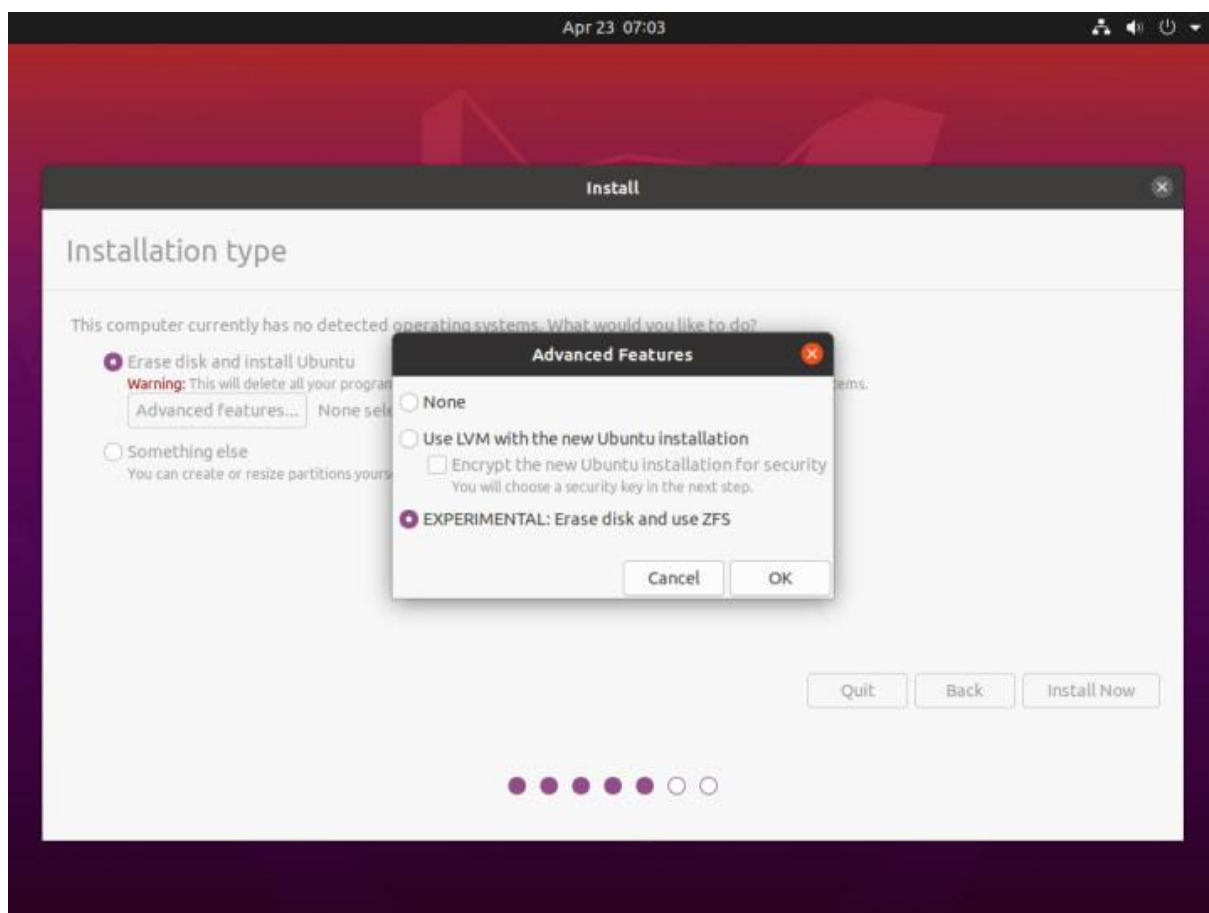 Apr 23 07:03
Install
Installation type
This computer currently has no detected operating systems. What would you like to do?
Erase disk and install Ubuntu
Warning: This will delete all your
Advanced features...
None
Something else
You can create or resize partitions
Advanced Features
None
Use LVM with the new Ubuntu installation
Encrypt the new Ubuntu installation for security
You will choose a security key in the next step.
EXPERIMENTAL: Erase disk and use ZFS
Cancel
OK
Quit
Back
Install Now